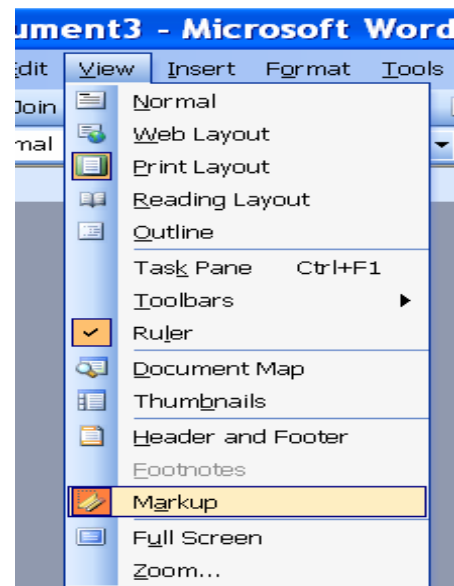 ument3 - Microsoft Word
Edit View Insert Format Tools
Join
Normal
mal
Web Layout
Print Layout
Reading Layout
Outline
Task Pane Ctrl+F1
Toolbars
Ruler
Document Map
Thumbnails
Header and Footer
Footnotes
Markup
Full Screen
Zoom...